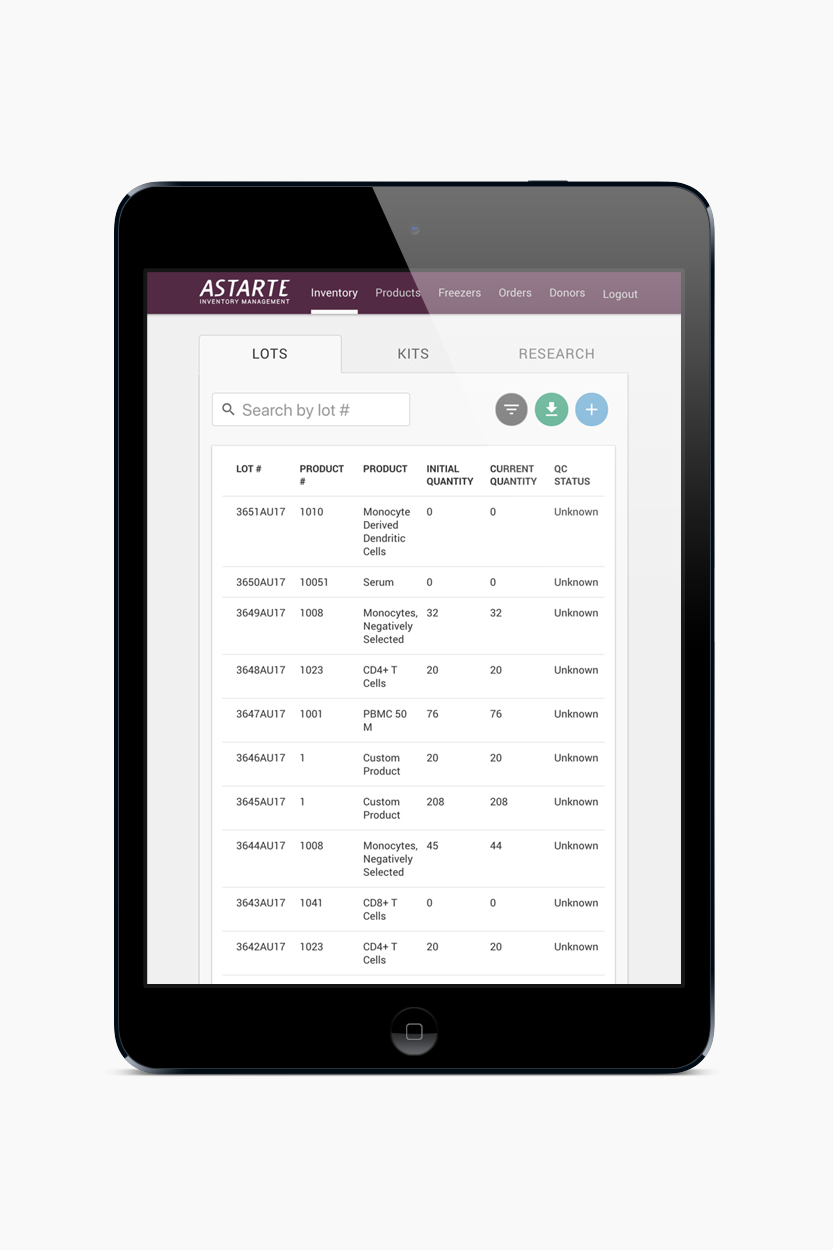 ASTARTE
INVENTORY MANAGEMENT
Inventory Products Freezers Orders Donors Logout
LOTS KITS RESEARCH
Search by lot #
LOT # PRODUCT # PRODUCT INITIAL QUANTITY CURRENT QUANTITY QC STATUS
3651AU17 1010 Monocyte Derived Dendritic Cells 0 0 Unknown
3650AU17 10051 Serum 0 0 Unknown
3649AU17 1008 Monocytes, Negatively Selected 32 32 Unknown
3648AU17 1023 CD4+ T Cells 20 20 Unknown
3647AU17 1001 PBMC 50 M 76 76 Unknown
3646AU17 1 Custom Product 20 20 Unknown
3645AU17 1 Custom Product 208 208 Unknown
3644AU17 1008 Monocytes, Negatively Selected 45 44 Unknown
3643AU17 1041 CD8+ T Cells 0 0 Unknown
3642AU17 1023 CD4+ T Cells 20 20 Unknown